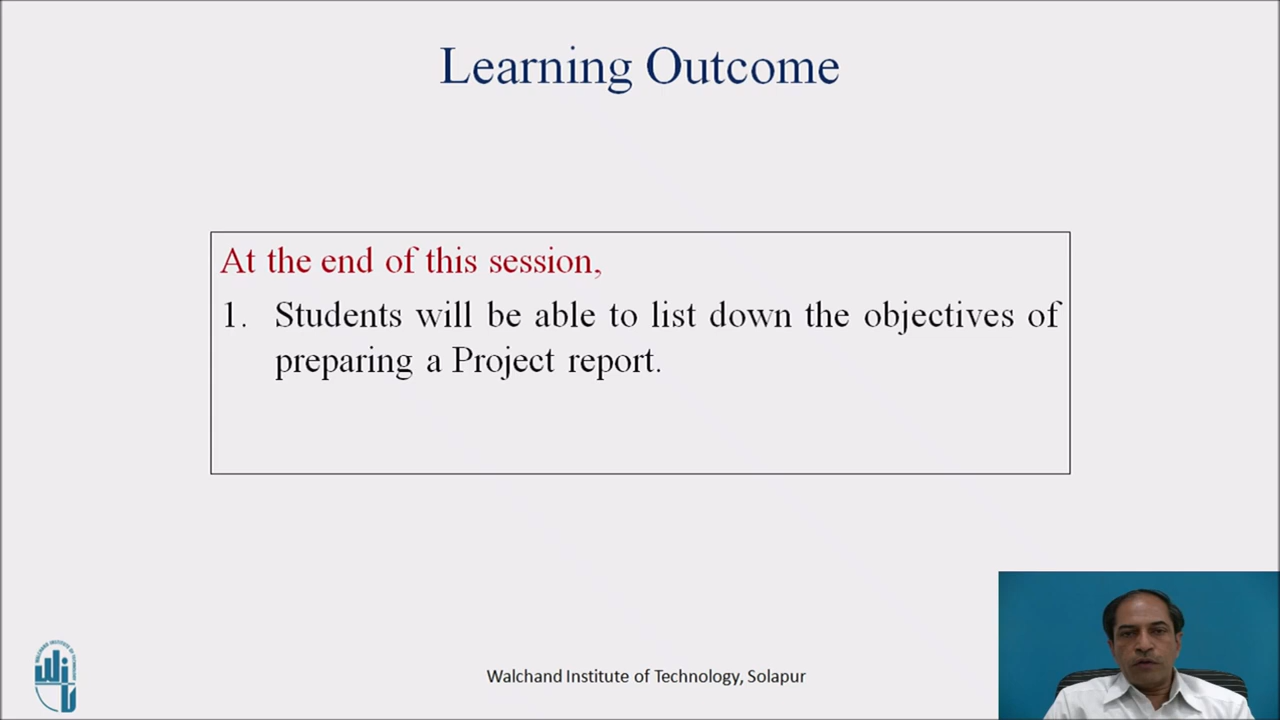 Learning Outcome
At the end of this session,
1. Students will be able to list down the objectives of
preparing a Project report.
Walchand Institute of Technology, Solapur